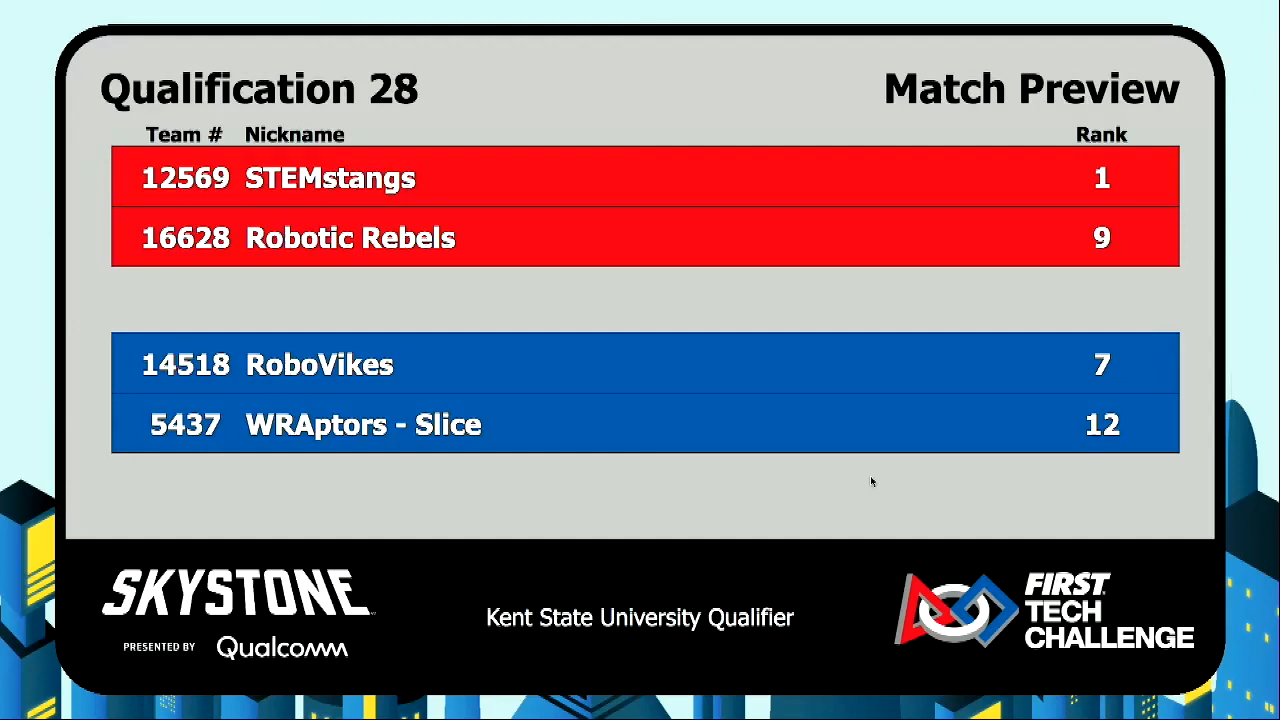 Qualification 28 Match Preview
Team # Nickname Rank
12569 STEMstangs 1
16628 Robotic Rebels 9
14518 RoboVikes 7
5437 WRAptors - Slice 12
SKYSTONE
PRESENTED BY Qualcomm
Kent State University Qualifier
FIRST
TECH
CHALLENGE